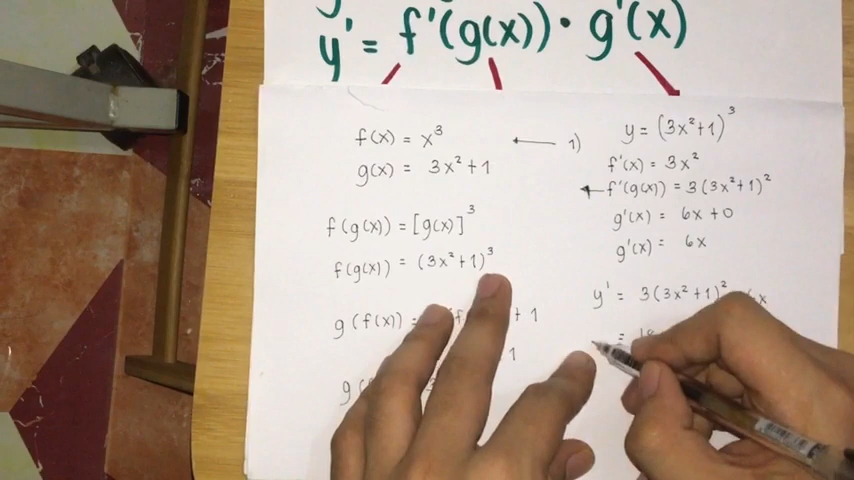 y' = f'(g(x)) · g'(x)
f(x) = x³
g(x) = 3x² + 1
f(g(x)) = [g(x)]³
f(g(x)) = (3x² + 1)³
g(f(x)) =
+ 1
1
1) y = (3x² + 1)³
f'(x) = 3x²
f'(g(x)) = 3(3x² + 1)²
g'(x) = 6x + 0
g'(x) = 6x
y' = 3(3x² + 1)² x
=